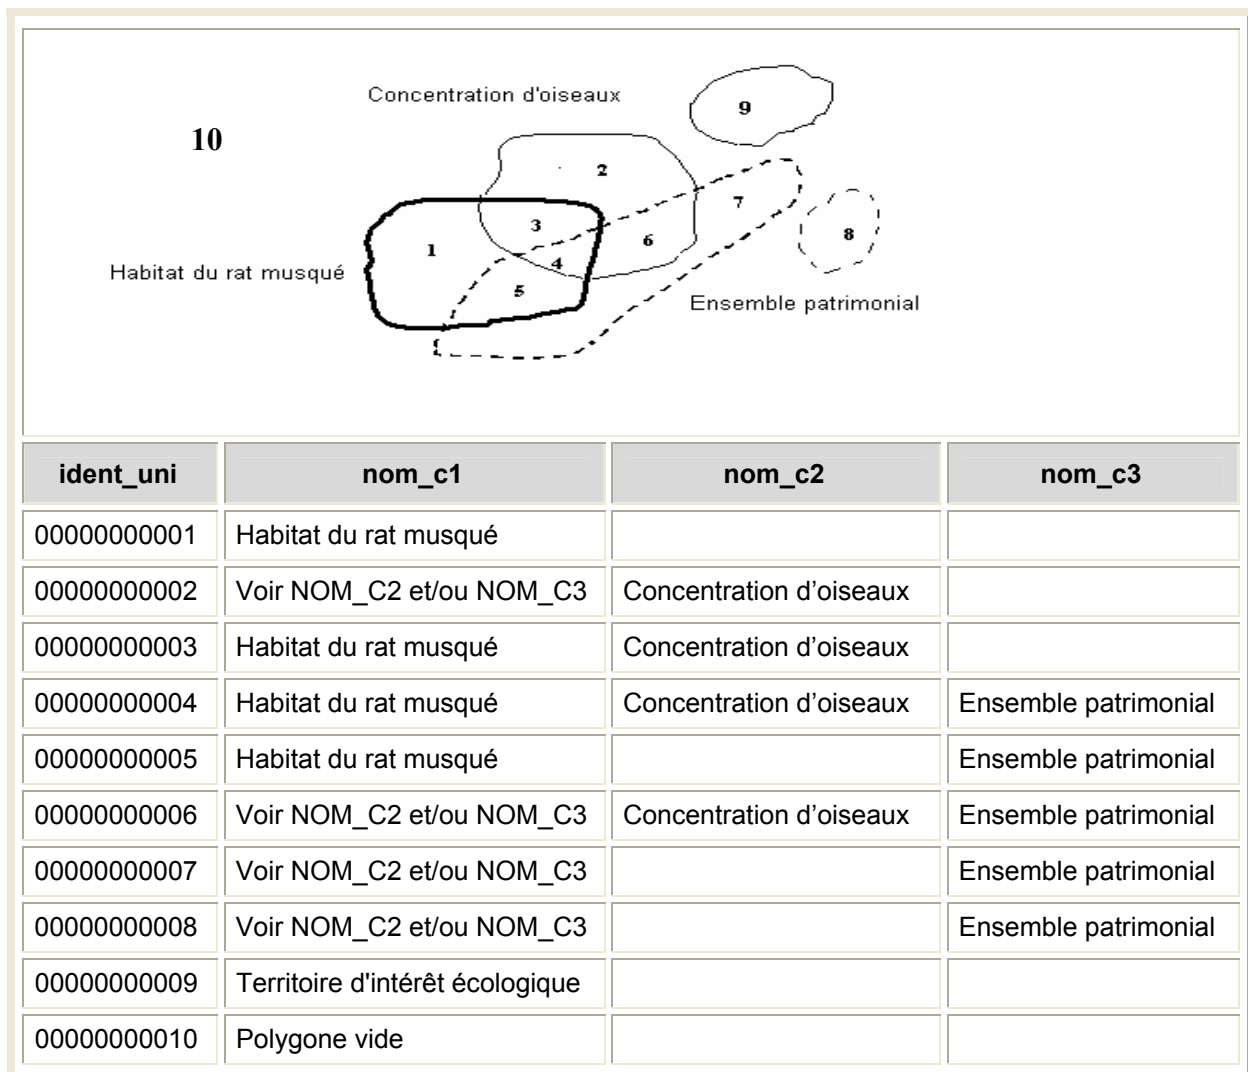 Concentration d'oiseaux
9
10
2
7
3
6
8
1
4
Habitat du rat musqué
5
Ensemble patrimonial
ident_uni nom_c1 nom_c2 nom_c3
00000000001 Habitat du rat musqué
00000000002 Voir NOM_C2 et/ou NOM_C3 Concentration d’oiseaux
00000000003 Habitat du rat musqué Concentration d’oiseaux
00000000004 Habitat du rat musqué Concentration d’oiseaux Ensemble patrimonial
00000000005 Habitat du rat musqué Ensemble patrimonial
00000000006 Voir NOM_C2 et/ou NOM_C3 Concentration d’oiseaux Ensemble patrimonial
00000000007 Voir NOM_C2 et/ou NOM_C3 Ensemble patrimonial
00000000008 Voir NOM_C2 et/ou NOM_C3 Ensemble patrimonial
00000000009 Territoire d'intérêt écologique
00000000010 Polygone vide